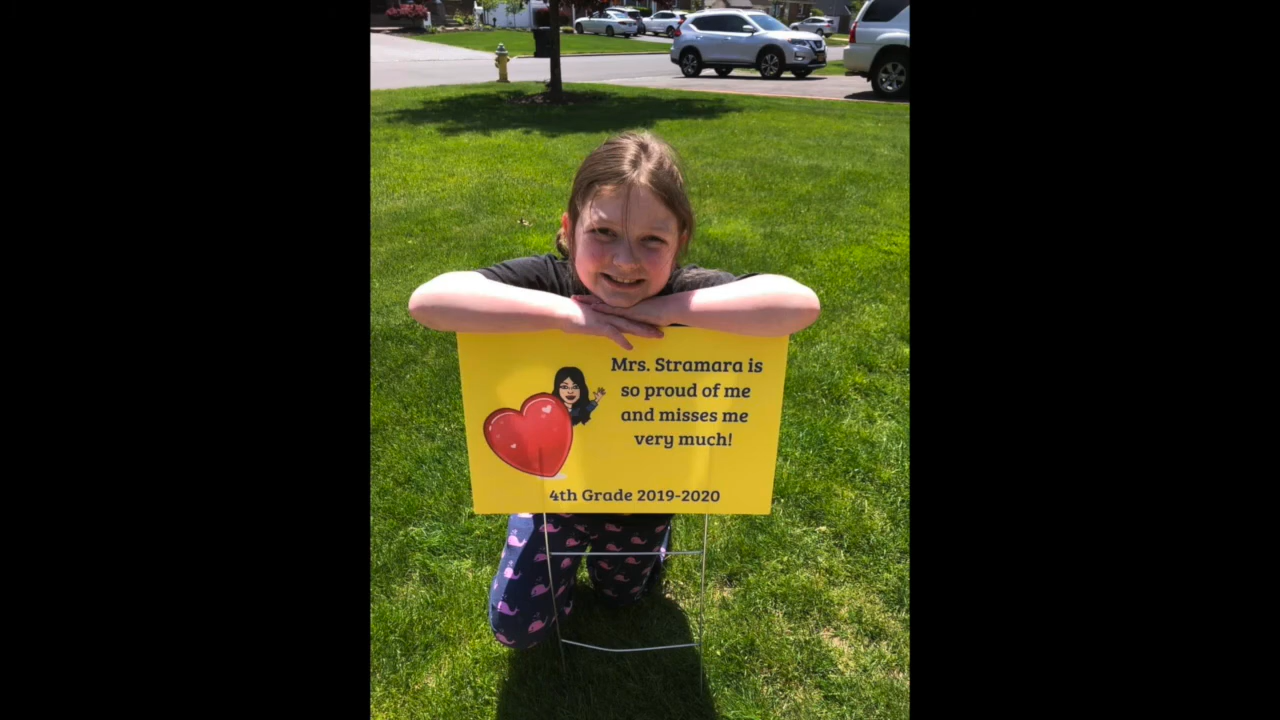 Mrs. Stramara is
so proud of me
and misses me
very much!
4th Grade 2019-2020